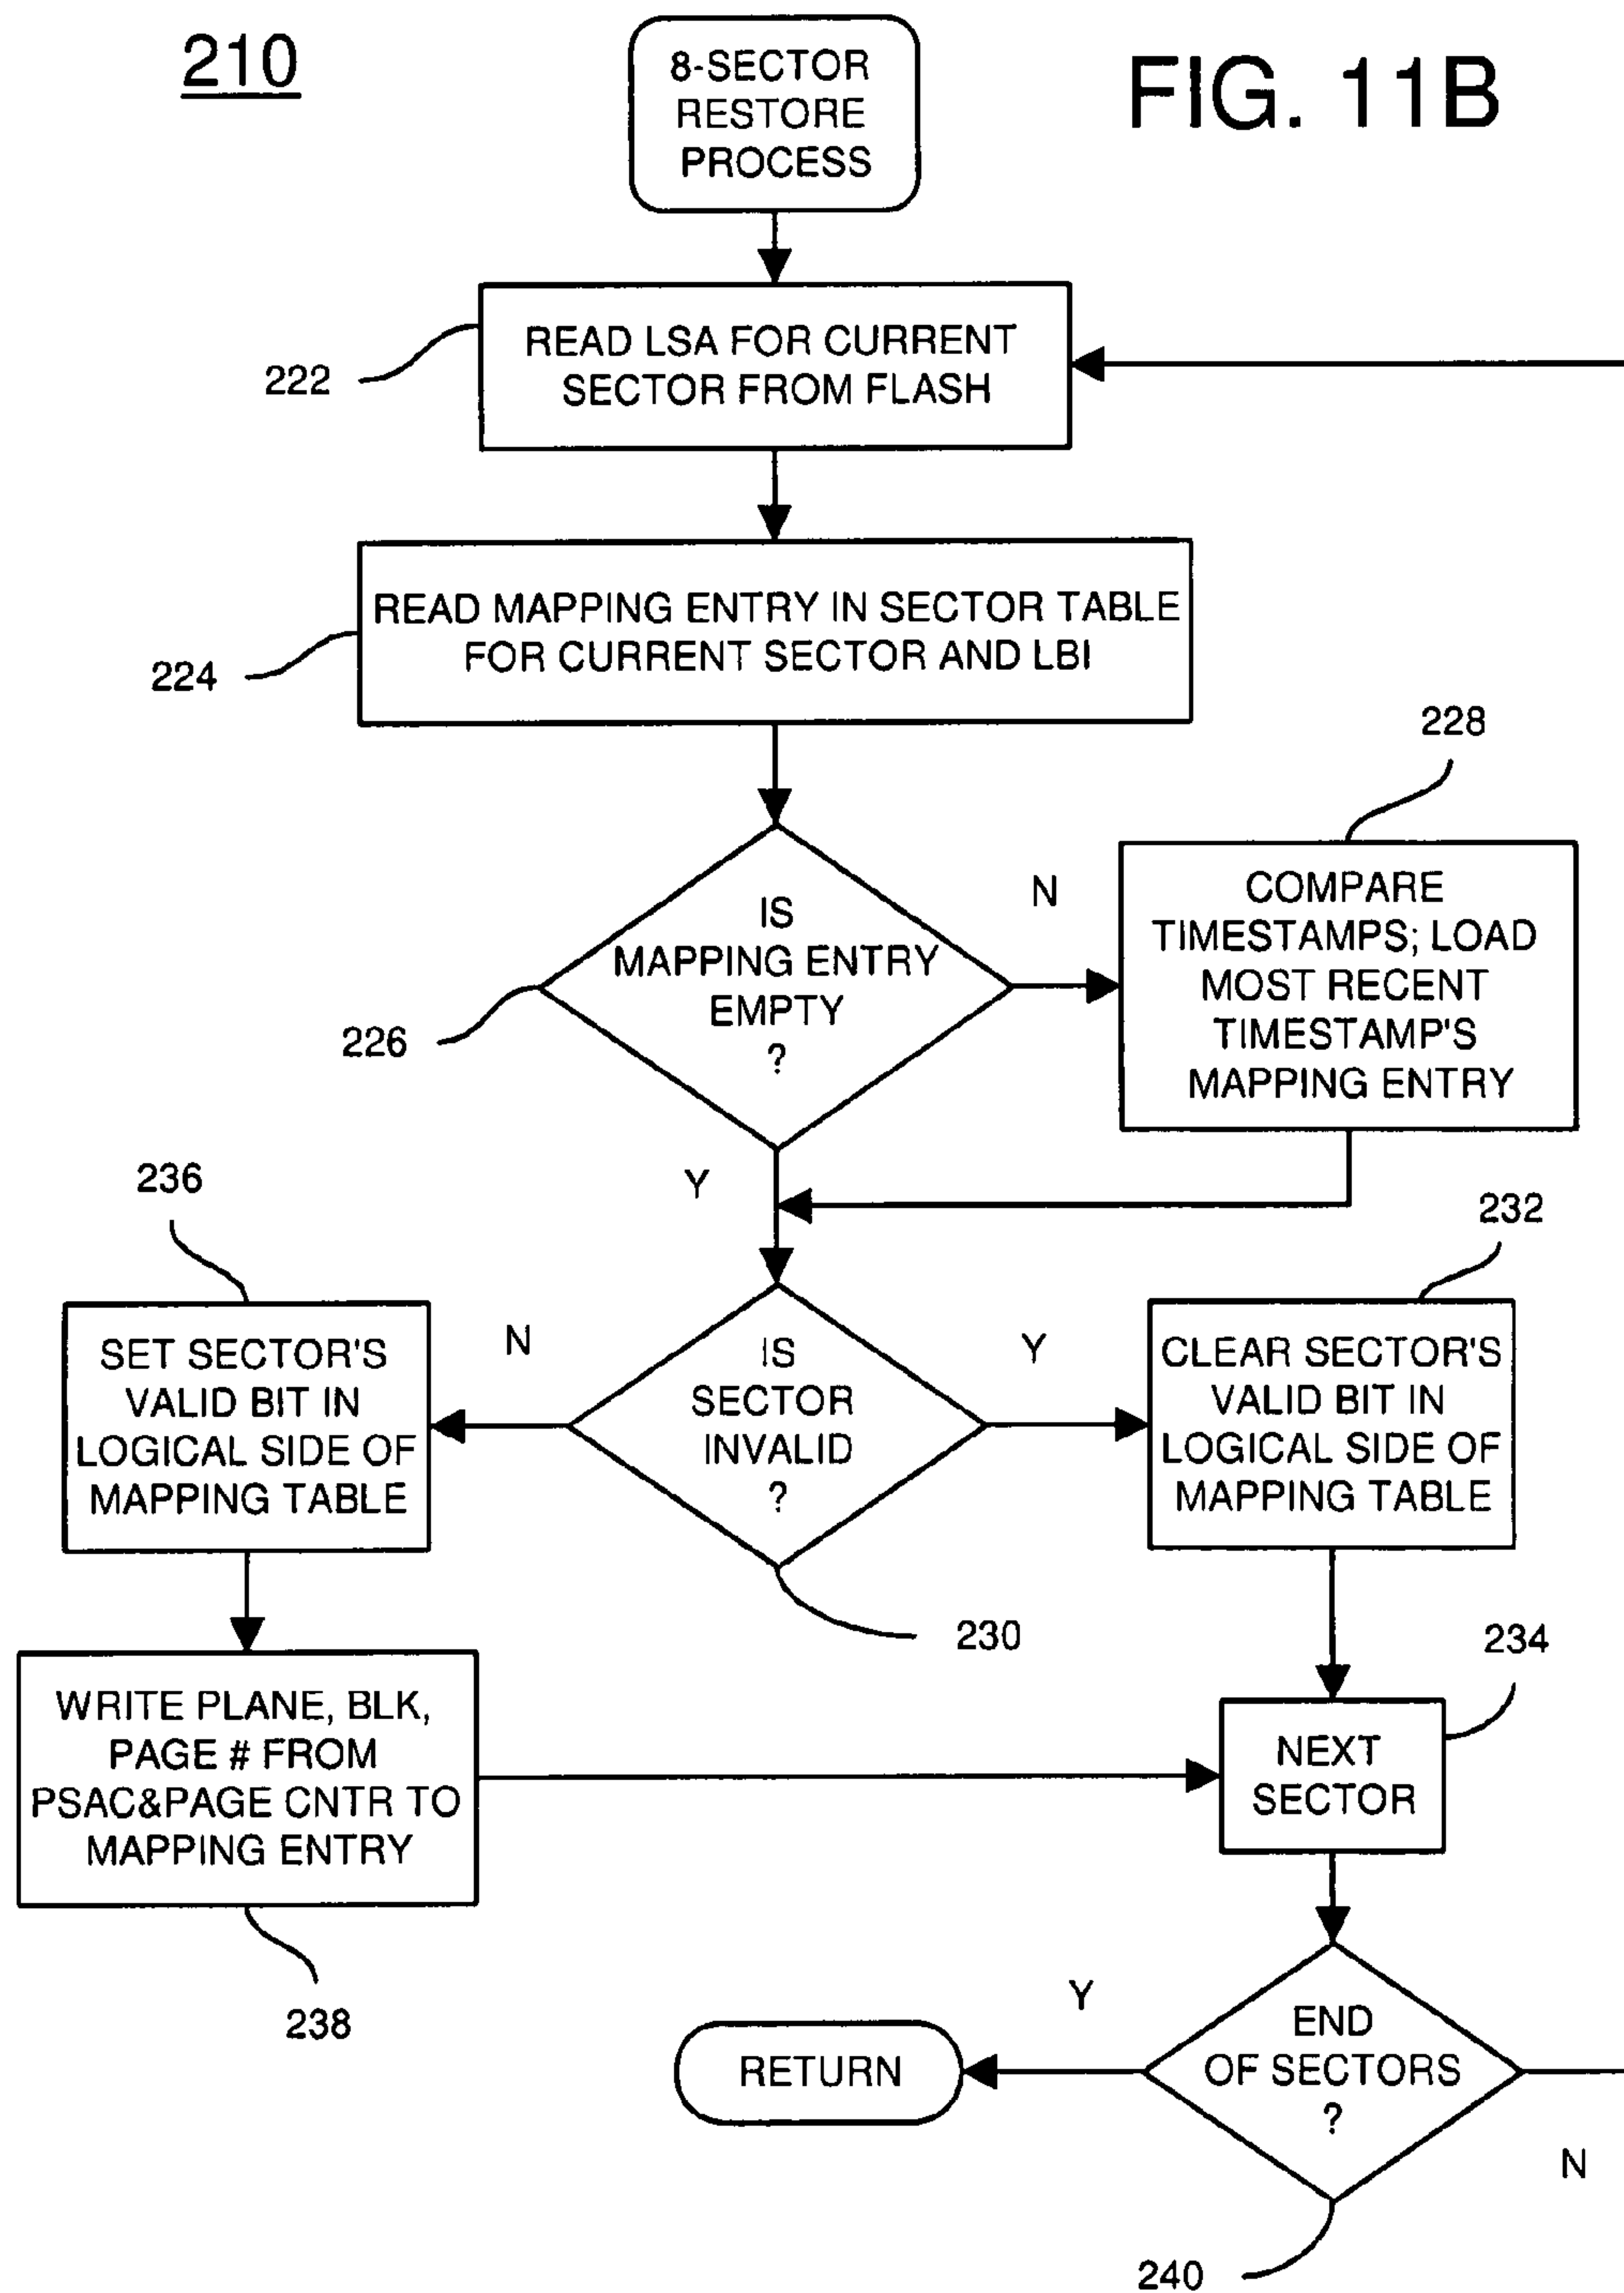 210
8-SECTOR
RESTORE
PROCESS
FIG. 11B
READ LSA FOR CURRENT
SECTOR FROM FLASH
222
READ MAPPING ENTRY IN SECTOR TABLE
FOR CURRENT SECTOR AND LBI
224
228
IS
MAPPING ENTRY
EMPTY
?
N
COMPARE
TIMESTAMPS; LOAD
MOST RECENT
TIMESTAMP'S
MAPPING ENTRY
226
Y
236
232
SET SECTOR'S
VALID BIT IN
LOGICAL SIDE OF
MAPPING TABLE
N
IS
SECTOR
INVALID
?
Y
CLEAR SECTOR'S
VALID BIT IN
LOGICAL SIDE OF
MAPPING TABLE
230
234
WRITE PLANE, BLK,
PAGE # FROM
PSAC&PAGE CNTR TO
MAPPING ENTRY
NEXT
SECTOR
238
Y
RETURN
END
OF SECTORS
?
N
240